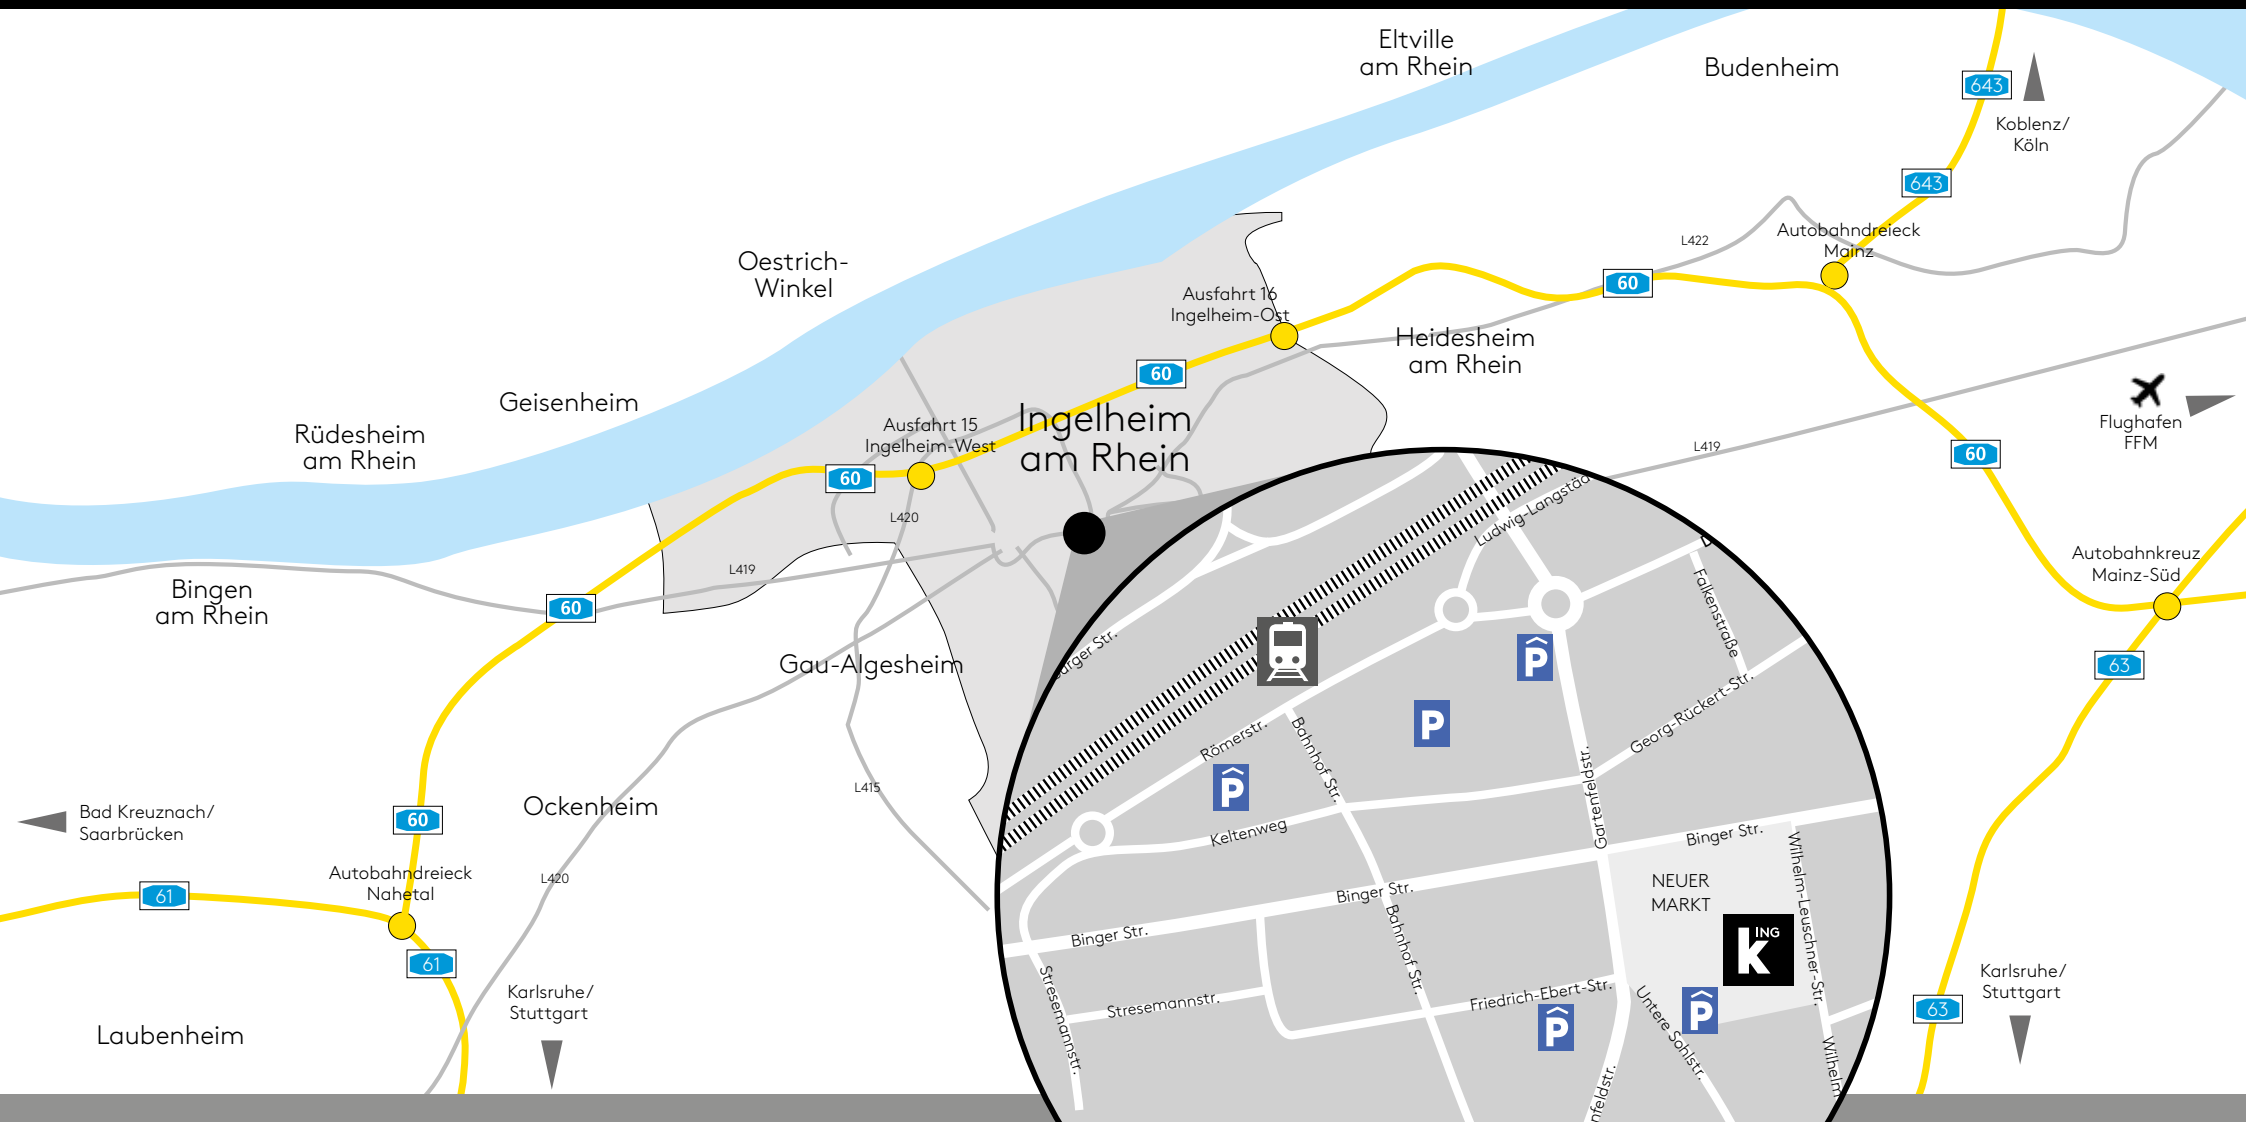 Eltville
am Rhein
Budenheim
643
Koblenz/
Köln
643
Autobahndreieck
Mainz
L422
Oestrich-
Winkel
Ausfahrt 16
Ingelheim-Ost
60
Heidesheim
am Rhein
60
Geisenheim
Flughafen
FFM
Rüdesheim
am Rhein
Ausfahrt 15
Ingelheim-West
Ingelheim
am Rhein
L419
60
60
L420
Autobahnkreuz
Mainz-Süd
L419
Bingen
am Rhein
60
Gau-Algesheim
63
L415
Bad Kreuznach/
Saarbrücken
60
Ockenheim
Autobahndreieck
Nahetal
L420
61
61
Karlsruhe/
Stuttgart
Laubenheim
Karlsruhe/
Stuttgart
63
Ludwig-Langstäd
Falkenstraße
urger Str.
P
P
Georg-Rückert-Str.
Römerstr.
Bahnhof Str.
P
Gartenfeldstr.
Keltenweg
Binger Str.
Wilhelm-Leuschner-Str.
NEUER
MARKT
Binger Str.
Binger Str.
Bahnhof Str.
kING
Stresemannstr.
Stresemannstr.
Friedrich-Ebert-Str.
Untere Sohlstr.
P
P
Wilhelm
nfeldstr.